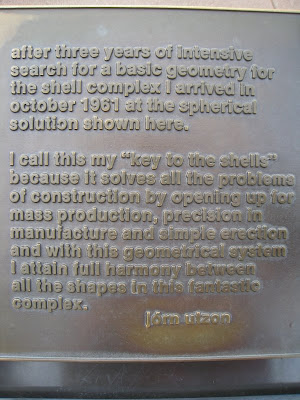 after three years of intensive
search for a basic geometry for
the shell complex I arrived in
october 1961 at the spherical
solution shown here.
I call this my "key to the shells"
because it solves all the problems
of construction by opening up for
mass production, precision in
manufacture and simple erection
and with this geometrical system
I attain full harmony between
all the shapes in this fantastic
complex.
jörn utzon